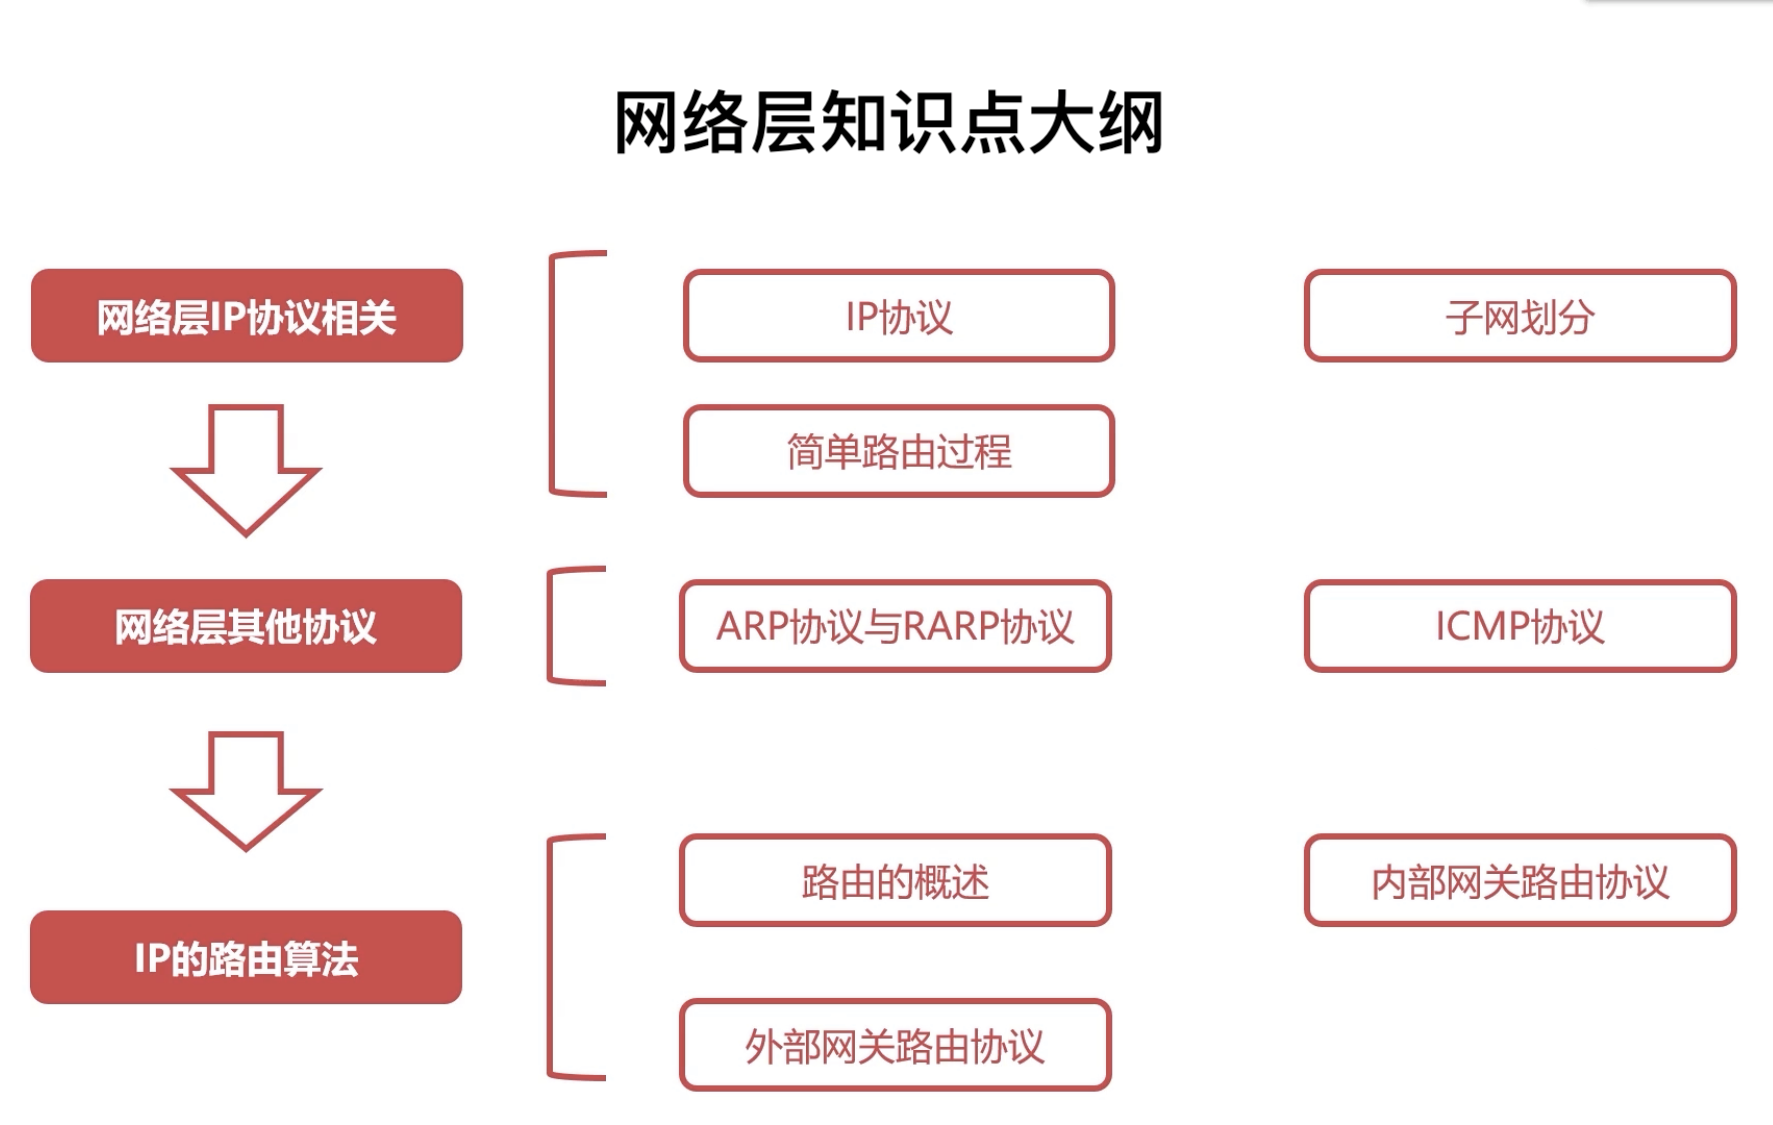 网络层知识点大纲
网络层IP协议相关
IP协议
子网划分
简单路由过程
网络层其他协议
ARP协议与RARP协议
ICMP协议
IP的路由算法
路由的概述
内部网关路由协议
外部网关路由协议